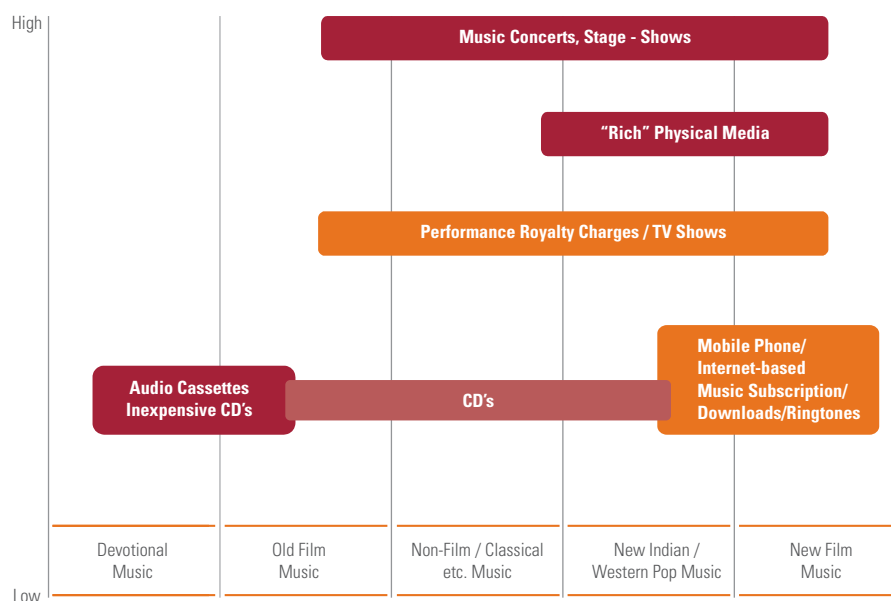 High
Music Concerts, Stage - Shows
“Rich” Physical Media
Performance Royalty Charges / TV Shows
Mobile Phone/
Internet-based
Music Subscription/
Downloads/Ringtones
Audio Cassettes
Inexpensive CD’s
CD’s
Devotional
Music
Old Film
Music
Non-Film / Classical
etc. Music
New Indian /
Western Pop Music
New Film
Music
Low